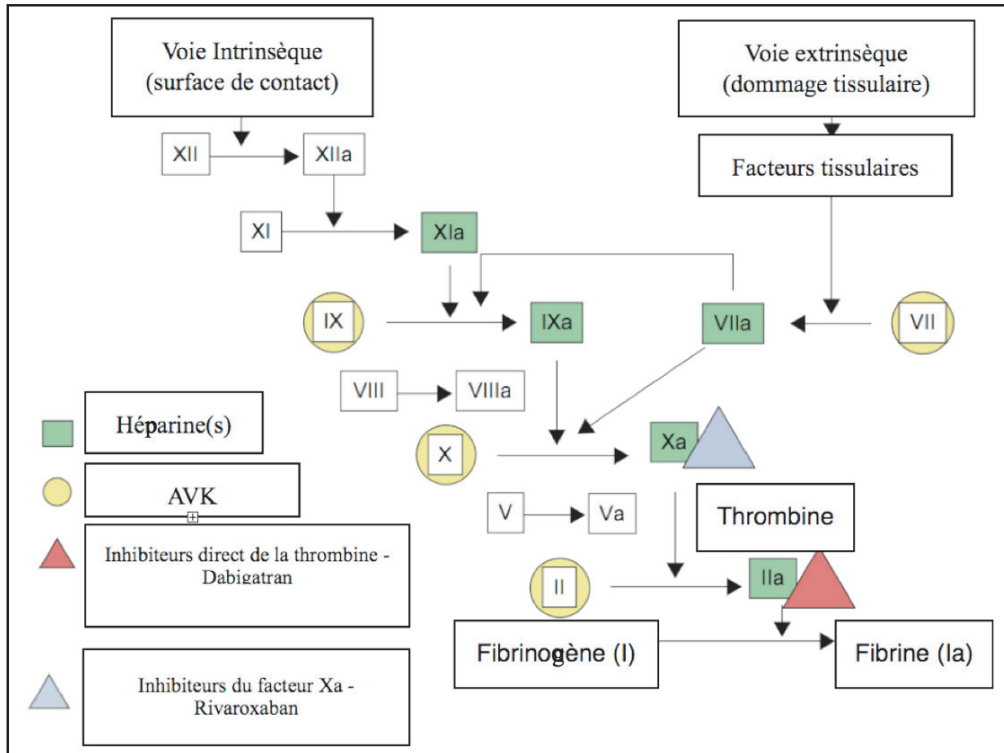 Voie Intrinsèque
(surface de contact)
Voie extrinsèque
(dommage tissulaire)
XII
XIIa
Facteurs tissulaires
XI
XIa
IX
IXa
VIIa
VII
VIII
VIIIa
Héparine(s)
X
Xa
AVK
V
Va
Thrombine
Inhibiteurs direct de la thrombine -
Dabigatran
II
IIa
Fibrinogène (I)
Fibrine (Ia)
Inhibiteurs du facteur Xa -
Rivaroxaban